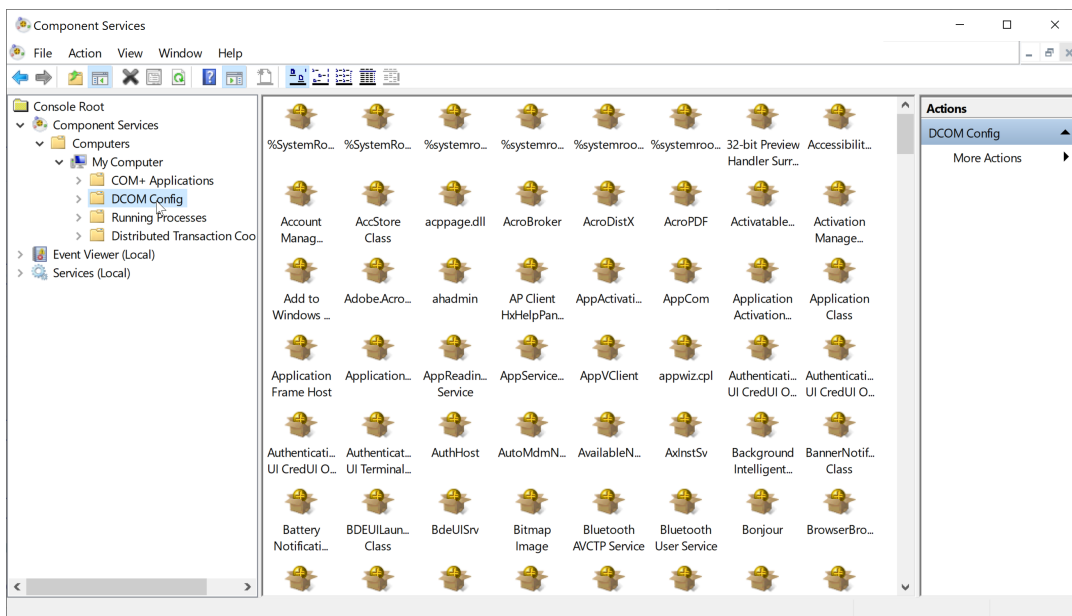 Component Services
File Action View Window Help
Console Root
Component Services
Computers
My Computer
COM+ Applications
DCOM Config
Running Processes
Distributed Transaction Coo
Event Viewer (Local)
Services (Local)
%SystemRo... %SystemRo... %systemro... %systemro... %systemroo... %systemroo... 32-bit Preview Accessibilit...
Handler Surr...
Account AccStore acppage.dll AcroBroker AcroDistX AcroPDF Activatable... Activation
Manag... Class Manage...
Add to Adobe.Acro... ahadmin AP Client AppActivati... AppCom Application Application
Windows ... HxHelpPan... Activation... Class
Application Application... AppReadin... AppService... AppVClient appwiz.cpl Authenticati... Authenticati...
Frame Host Service UI CredUI O... UI CredUI O...
Authenticati... Authenticat... AuthHost AutoMdmN... AvailableN... AxInstSv Background BannerNotif...
UI CredUI O... UI Terminal... Intelligent... Class
Battery BDEUILaun... BdeUISrv Bitmap Bluetooth Bluetooth Bonjour BrowserBro...
Notificati... Class Image AVCTP Service User Service
Actions
DCOM Config
More Actions